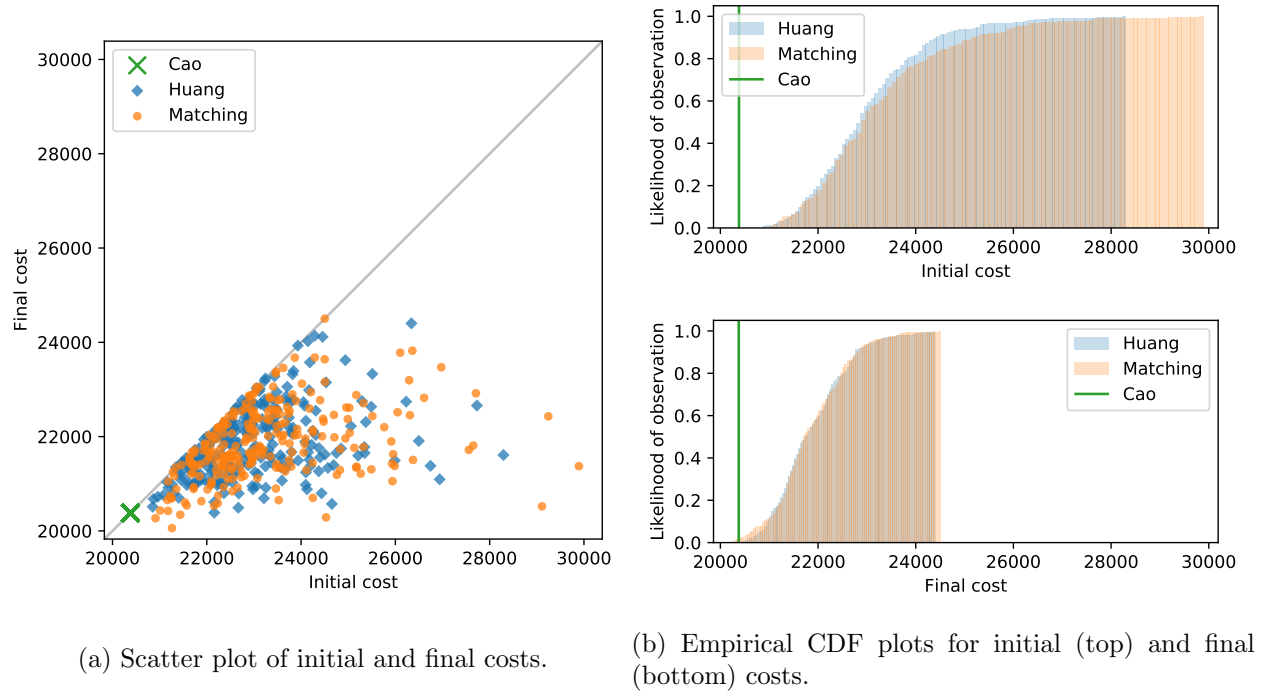 30000
28000
26000
24000
22000
20000
Final cost
Cao
Huang
Matching
20000 22000 24000 26000 28000 30000
Initial cost
(a) Scatter plot of initial and final costs.
1.0
0.8
0.6
0.4
0.2
0.0
Likelihood of observation
Huang
Matching
Cao
20000 22000 24000 26000 28000 30000
Initial cost
1.0
0.8
0.6
0.4
0.2
0.0
Likelihood of observation
Huang
Matching
Cao
20000 22000 24000 26000 28000 30000
Final cost
(b) Empirical CDF plots for initial (top) and final
(bottom) costs.